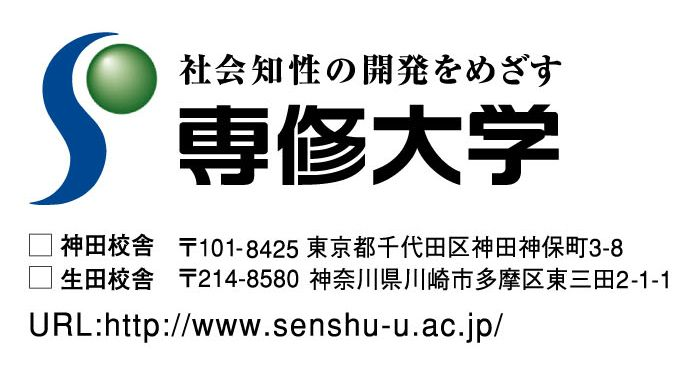 社会知性の開発をめざす
専修大学
□ 神田校舎 〒101-8425 東京都千代田区神田神保町3-8
□ 生田校舎 〒214-8580 神奈川県川崎市多摩区東三田2-1-1
URL:http://www.senshu-u.ac.jp/